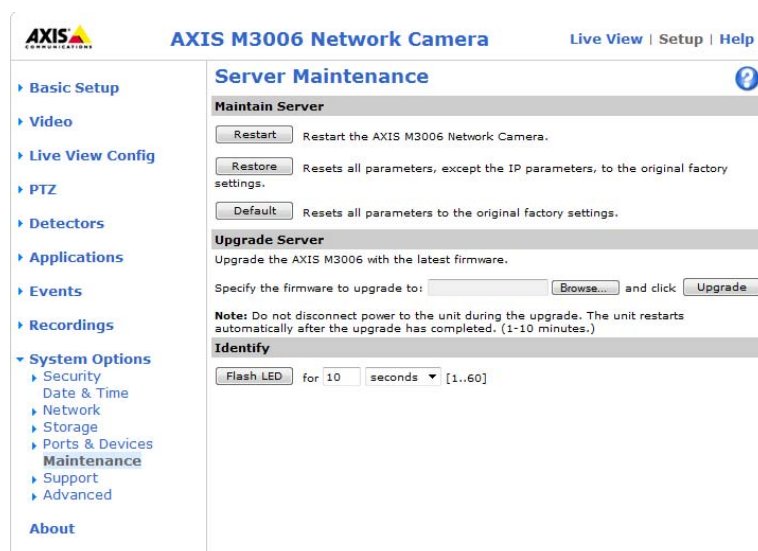 AXIS
COMMUNICATIONS
AXIS M3006 Network Camera
Live View | Setup | Help
Basic Setup
Video
Live View Config
PTZ
Detectors
Applications
Events
Recordings
System Options
Security
Date & Time
Network
Storage
Ports & Devices
Maintenance
Support
Advanced
About
Server Maintenance
?
Maintain Server
Restart Restart the AXIS M3006 Network Camera.
Restore Resets all parameters, except the IP parameters, to the original factory
settings.
Default Resets all parameters to the original factory settings.
Upgrade Server
Upgrade the AXIS M3006 with the latest firmware.
Specify the firmware to upgrade to: Browse... and click Upgrade
Note: Do not disconnect power to the unit during the upgrade. The unit restarts
automatically after the upgrade has completed. (1-10 minutes.)
Identify
Flash LED for 10 seconds [1..60]